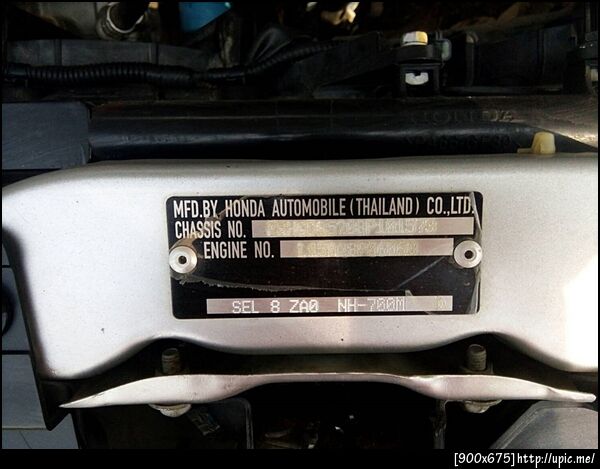 HONDA
MFD.BY HONDA AUTOMOBILE (THAILAND) CO.,LTD.
CHASSIS NO.
ENGINE NO.
SEL 8 ZA0 NH-700M
[900x675]http://upic.me/